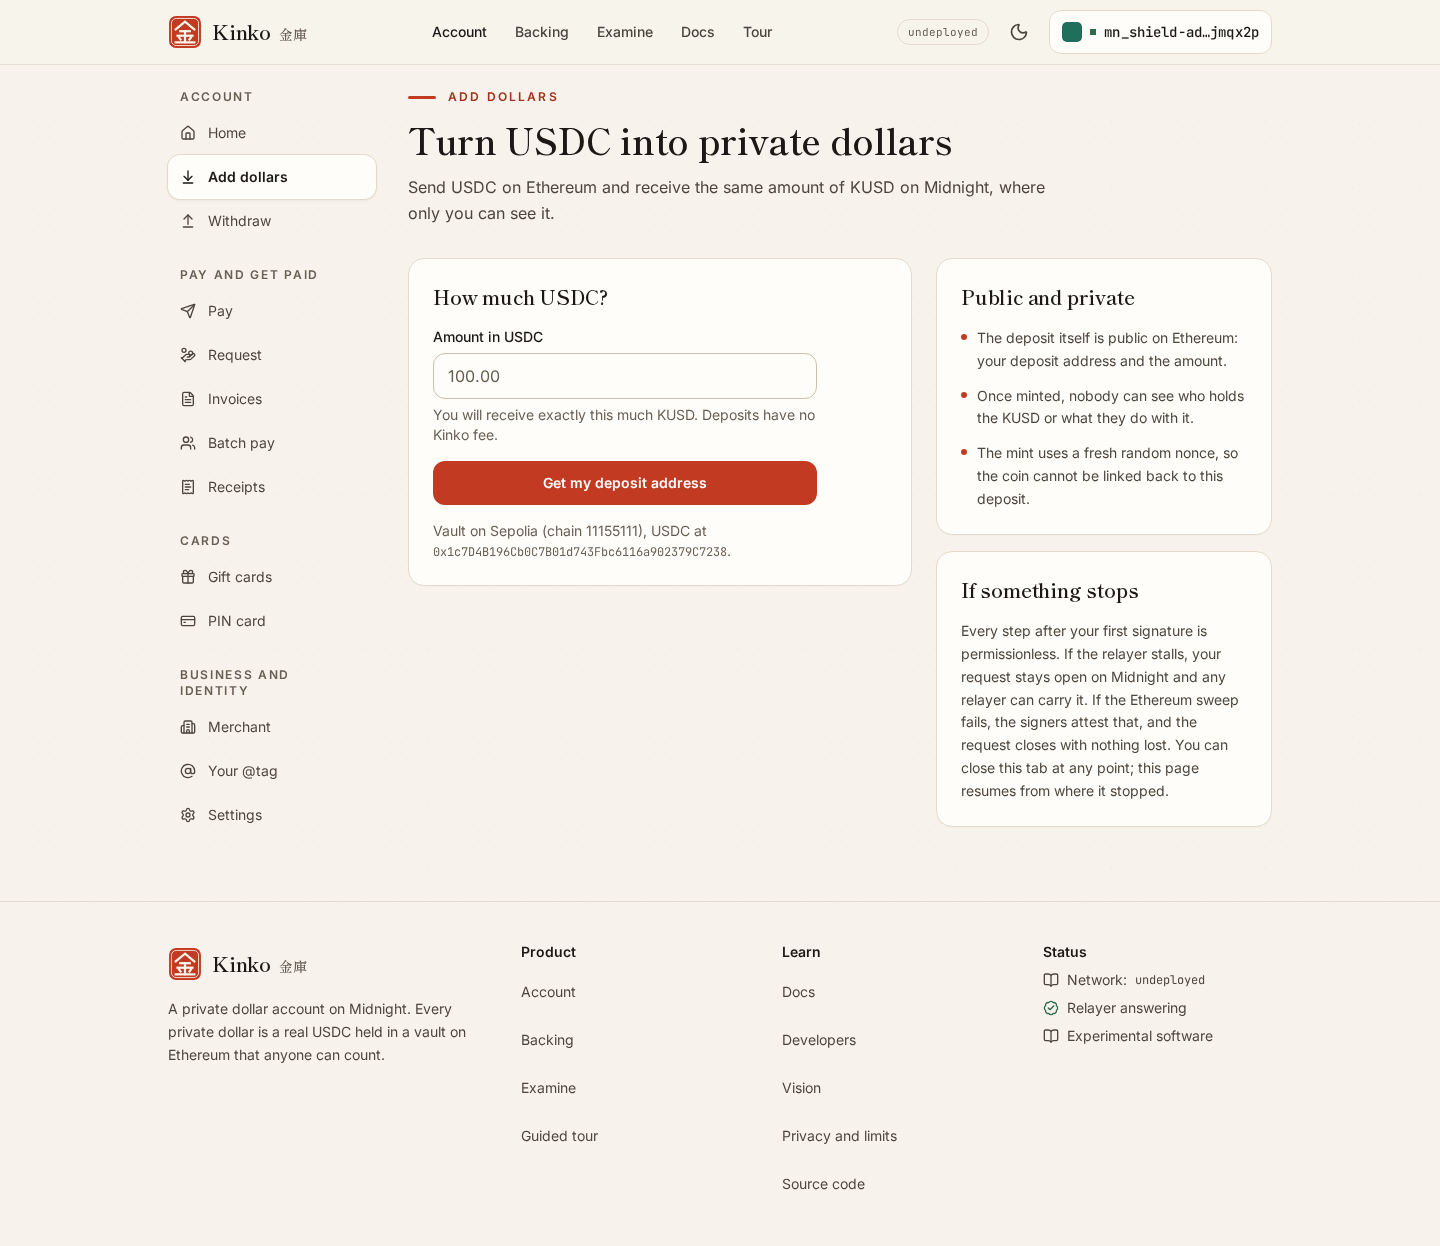 金 Kinko 金庫
Account Backing Examine Docs Tour
undeployed
mn_shield-ad…jmqx2p
ACCOUNT
Home
Add dollars
Withdraw
PAY AND GET PAID
Pay
Request
Invoices
Batch pay
Receipts
CARDS
Gift cards
PIN card
BUSINESS AND
IDENTITY
Merchant
Your @tag
Settings
ADD DOLLARS
Turn USDC into private dollars
Send USDC on Ethereum and receive the same amount of KUSD on Midnight, where
only you can see it.
How much USDC?
Amount in USDC
100.00
You will receive exactly this much KUSD. Deposits have no
Kinko fee.
Get my deposit address
Vault on Sepolia (chain 11155111), USDC at
0x1c7D4B196Cb0C7B01d743Fbc6116a902379C7238.
Public and private
The deposit itself is public on Ethereum:
your deposit address and the amount.
Once minted, nobody can see who holds
the KUSD or what they do with it.
The mint uses a fresh random nonce, so
the coin cannot be linked back to this
deposit.
If something stops
Every step after your first signature is
permissionless. If the relayer stalls, your
request stays open on Midnight and any
relayer can carry it. If the Ethereum sweep
fails, the signers attest that, and the
request closes with nothing lost. You can
close this tab at any point; this page
resumes from where it stopped.
金 Kinko 金庫
A private dollar account on Midnight. Every
private dollar is a real USDC held in a vault on
Ethereum that anyone can count.
Product
Account
Backing
Examine
Guided tour
Learn
Docs
Developers
Vision
Privacy and limits
Source code
Status
Network: undeployed
Relayer answering
Experimental software